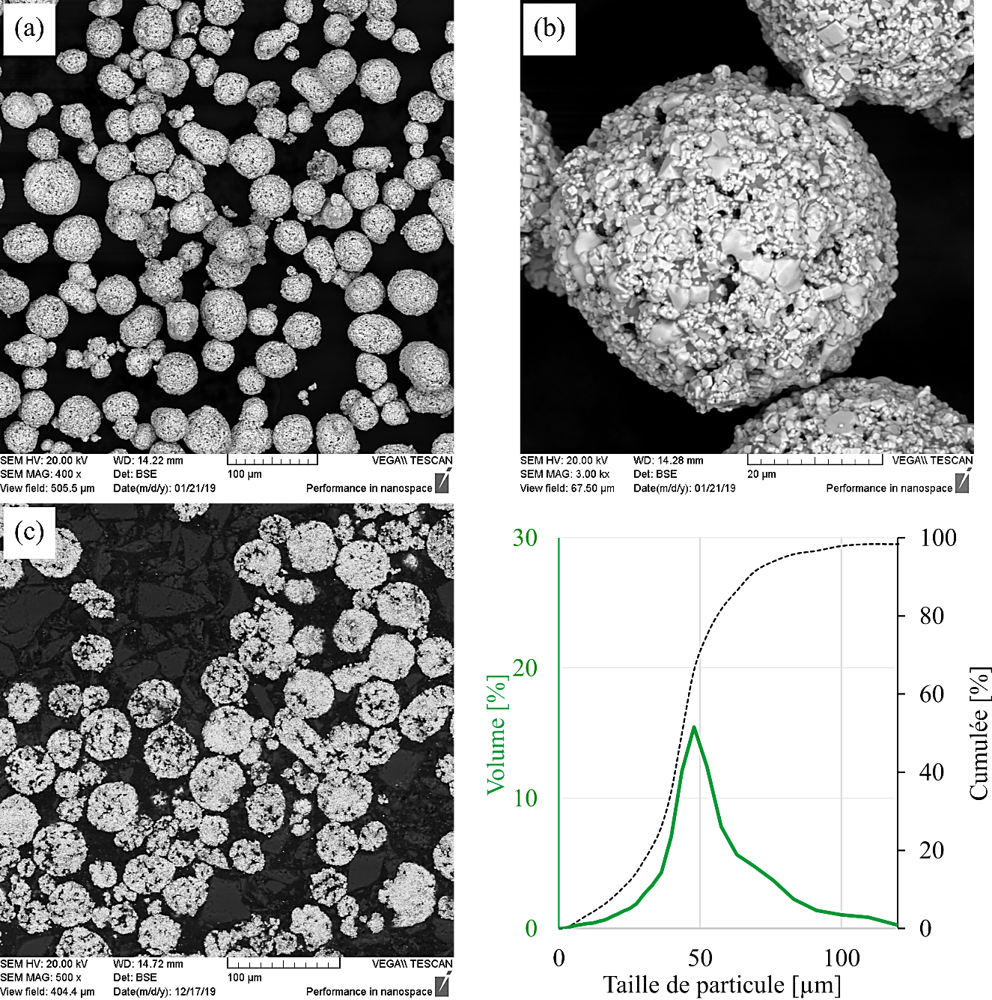 (a)
SEM HV: 20.00 kV WD: 14.22 mm VEGA\\ TESCAN
SEM MAG: 400 x Det: BSE 100 µm
View field: 505.5 µm Date(m/d/y): 01/21/19 Performance in nanospace
(b)
SEM HV: 20.00 kV WD: 14.28 mm VEGA\\ TESCAN
SEM MAG: 3.00 kx Det: BSE 20 µm
View field: 67.50 µm Date(m/d/y): 01/21/19 Performance in nanospace
(c)
SEM HV: 20.00 kV WD: 14.72 mm VEGA\\ TESCAN
SEM MAG: 500 x Det: BSE 100 µm
View field: 404.4 µm Date(m/d/y): 12/17/19 Performance in nanospace
30
20
10
0
Volume [%]
100
80
60
40
20
0
Cumulée [%]
0 50 100
Taille de particule [µm]